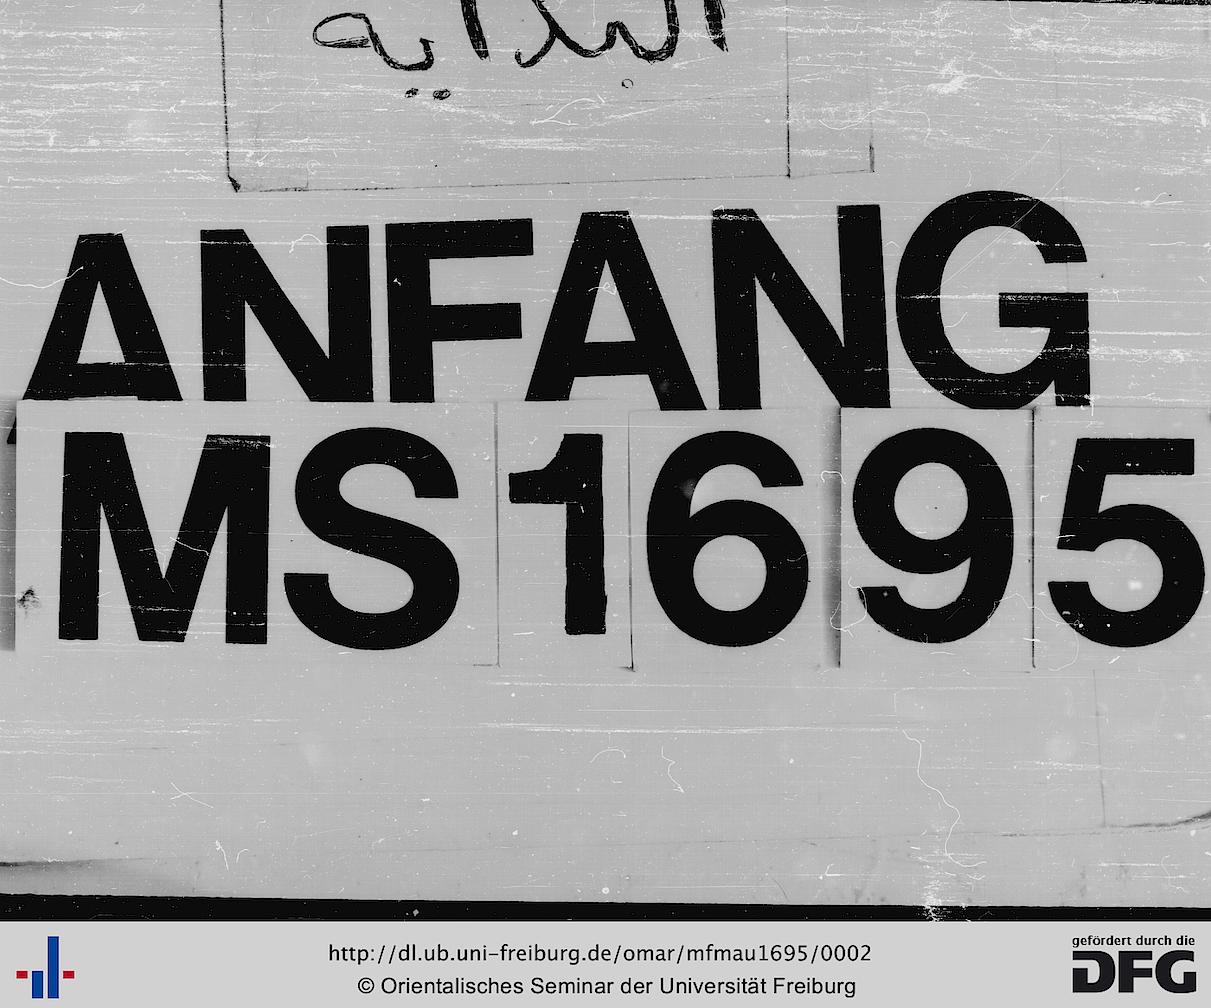 البداية
ANFANG
MS 1695
http://dl.ub.uni-freiburg.de/omar/mfmau1695/0002
© Orientalisches Seminar der Universität Freiburg
gefördert durch die
DFG